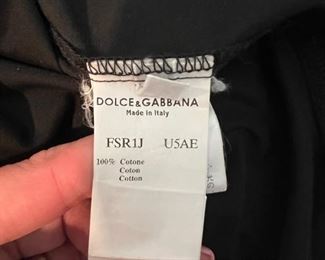 DOLCE&GABBANA
Made in Italy
FSR1J U5AE
100% Cotone
Coton
Cotton